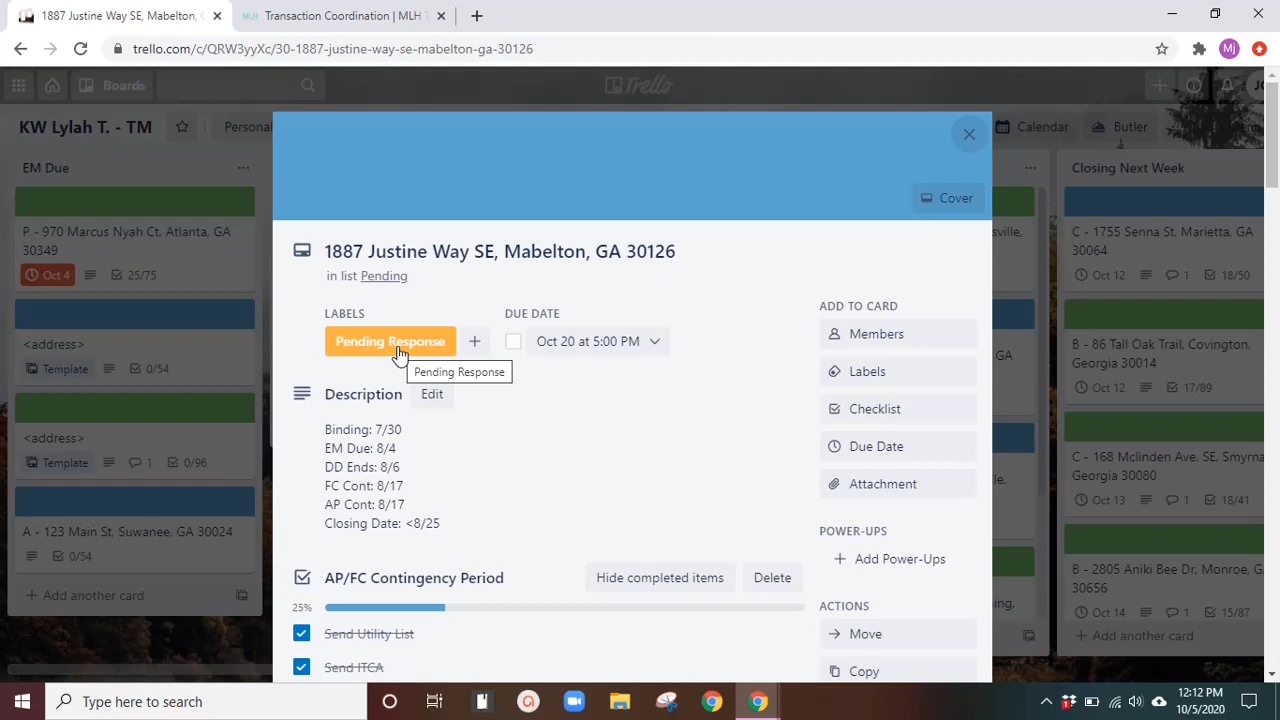 1887 Justine Way SE, Mabelton,
Transaction Coordination | MLH T
Mj
trello.com/c/QRW3yyXc/30-1887-justine-way-se-mabelton-ga-30126
Boards
Trello
KW Lylah T. - TM
Personal
Calendar
Butler
EM Due
P - 970 Marcus Nyah Ct, Atlanta, GA
30349
Oct 4
25/75
<address>
Template
0/54
<address>
Template
1
0/96
A - 123 Main St, Suwanee, GA 30024
0/54
+ Add another card
Cover
1887 Justine Way SE, Mabelton, GA 30126
in list Pending
LABELS
DUE DATE
Pending Response
Oct 20 at 5:00 PM
Pending Response
Description
Edit
Binding: 7/30
EM Due: 8/4
DD Ends: 8/6
FC Cont: 8/17
AP Cont: 8/17
Closing Date: <8/25
AP/FC Contingency Period
Hide completed items
Delete
25%
Send Utility List
Send ITCA
ADD TO CARD
Members
Labels
Checklist
Due Date
Attachment
POWER-UPS
+ Add Power-Ups
ACTIONS
Move
Copy
Closing Next Week
C - 1755 Senna St, Marietta, GA
30064
Oct 12
1
18/50
B - 86 Tall Oak Trail, Covington,
Georgia 30014
Oct 12
17/89
C - 168 Mclinden Ave. SE, Smyrna,
Georgia 30080
Oct 13
1
18/41
B - 2805 Aniki Bee Dr, Monroe, G
30656
Oct 14
1
15/87
+ Add another card
Type here to search
12:12 PM
10/5/2020